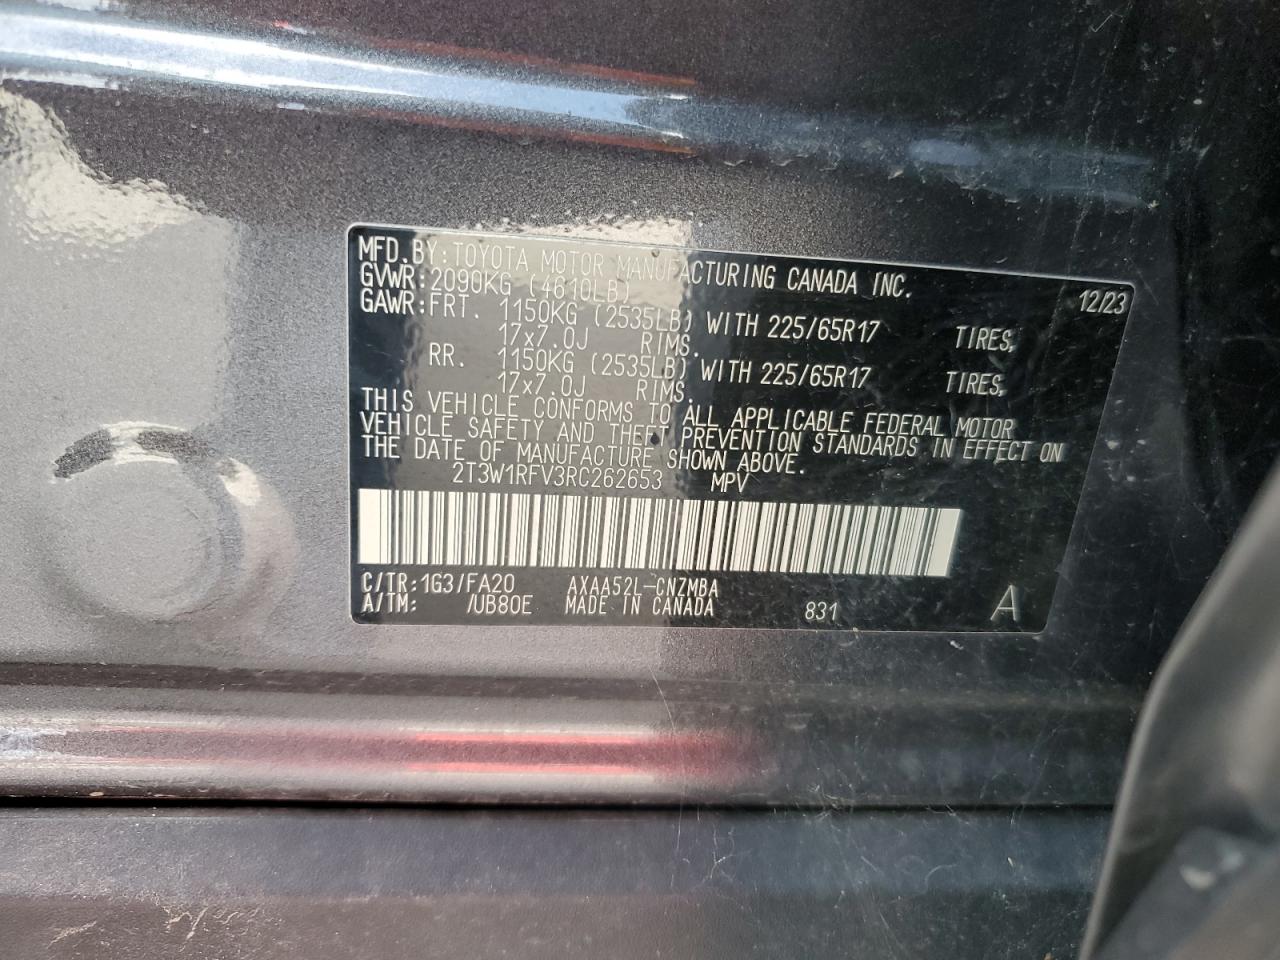 MFD.BY:TOYOTA MOTOR MANUFACTURING CANADA INC.
GVWR:2090KG (4610LB) 12/23
GAWR:FRT. 1150KG (2535LB) WITH 225/65R17 TIRES,
17x7.0J RIMS.
RR. 1150KG (2535LB) WITH 225/65R17 TIRES,
17x7.0J RIMS.
THIS VEHICLE CONFORMS TO ALL APPLICABLE FEDERAL MOTOR
VEHICLE SAFETY AND THEFT PREVENTION STANDARDS IN EFFECT ON
THE DATE OF MANUFACTURE SHOWN ABOVE.
2T3W1RFV3RC262653 MPV
C/TR:1G3/FA20 AXAA52L-CNZMBA
A/TM: /UB80E MADE IN CANADA 831 A